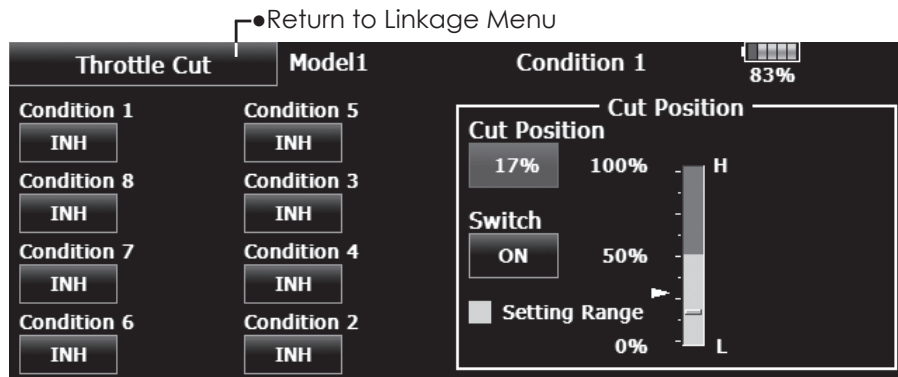 ●Return to Linkage Menu
Throttle Cut Model1 Condition 1 83%
Condition 1 Condition 5
INH INH
Condition 8 Condition 3
INH INH
Condition 7 Condition 4
INH INH
Condition 6 Condition 2
INH INH
Cut Position
Cut Position
17% 100% H
Switch
ON 50%
Setting Range
0% L